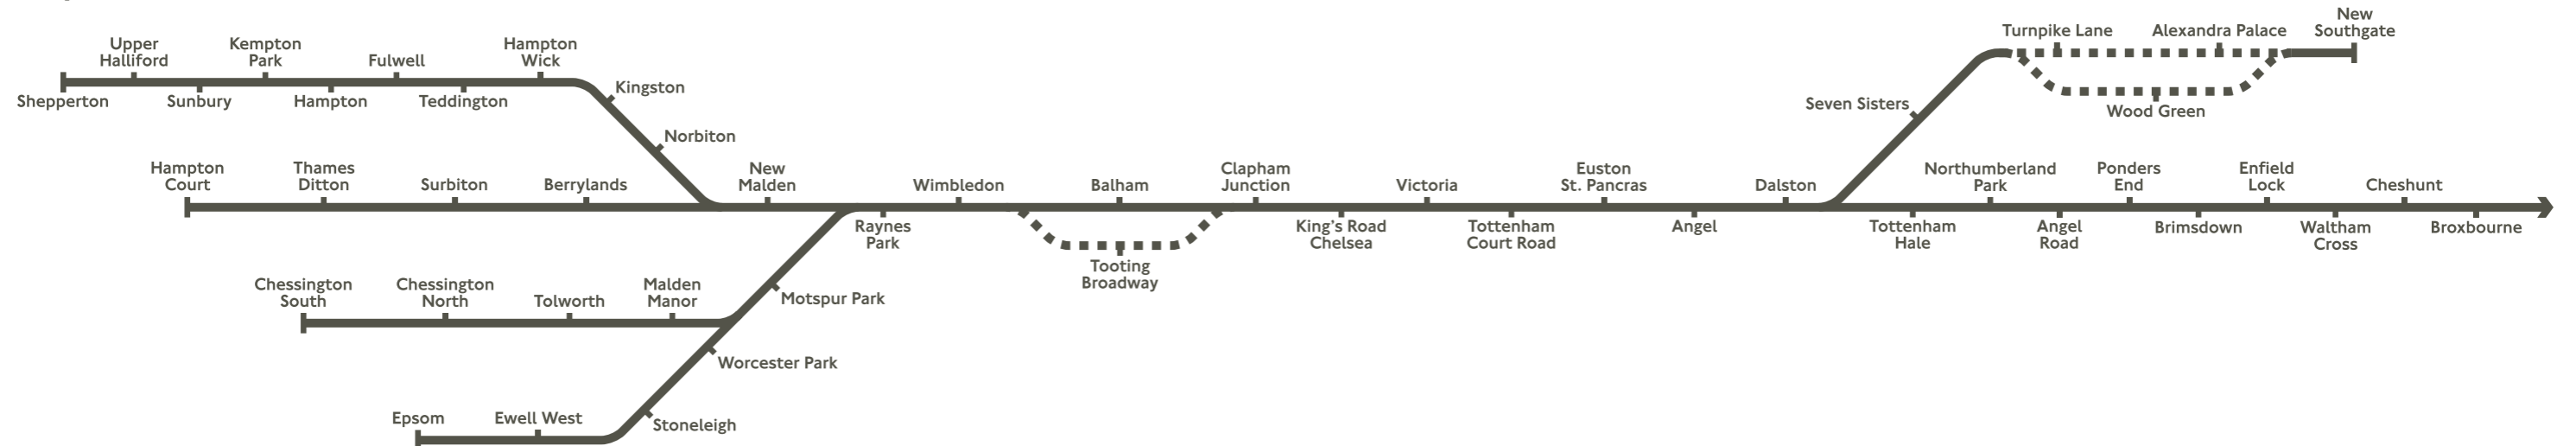 Upper
Halliford
Kempton
Park
Fulwell
Hampton
Wick
Shepperton
Sunbury
Hampton
Teddington
Kingston
Norbiton
Hampton
Court
Thames
Ditton
Surbiton
Berrylands
New
Malden
Raynes
Park
Wimbledon
Balham
Tooting
Broadway
Clapham
Junction
King's Road
Chelsea
Victoria
Tottenham
Court Road
Euston
St. Pancras
Angel
Dalston
Seven Sisters
Turnpike Lane
Alexandra Palace
Wood Green
New
Southgate
Tottenham
Hale
Northumberland
Park
Angel
Road
Ponders
End
Brimsdown
Enfield
Lock
Waltham
Cross
Cheshunt
Broxbourne
Chessington
South
Chessington
North
Tolworth
Malden
Manor
Motspur Park
Worcester Park
Stoneleigh
Epsom
Ewell West